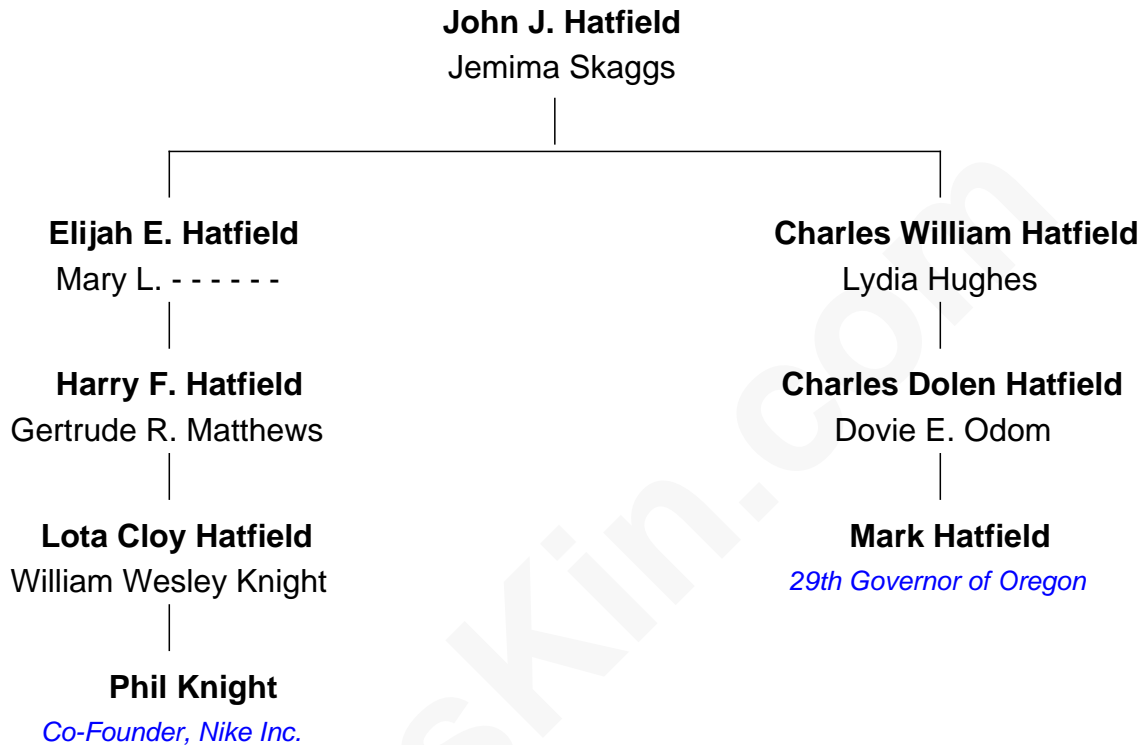 John J. Hatfield
Jemima Skaggs
Elijah E. Hatfield
Mary L. - - - - - -
Harry F. Hatfield
Gertrude R. Matthews
Lota Cloy Hatfield
William Wesley Knight
Phil Knight
Co-Founder, Nike Inc.
Charles William Hatfield
Lydia Hughes
Charles Dolen Hatfield
Dovie E. Odom
Mark Hatfield
29th Governor of Oregon
sKin.com